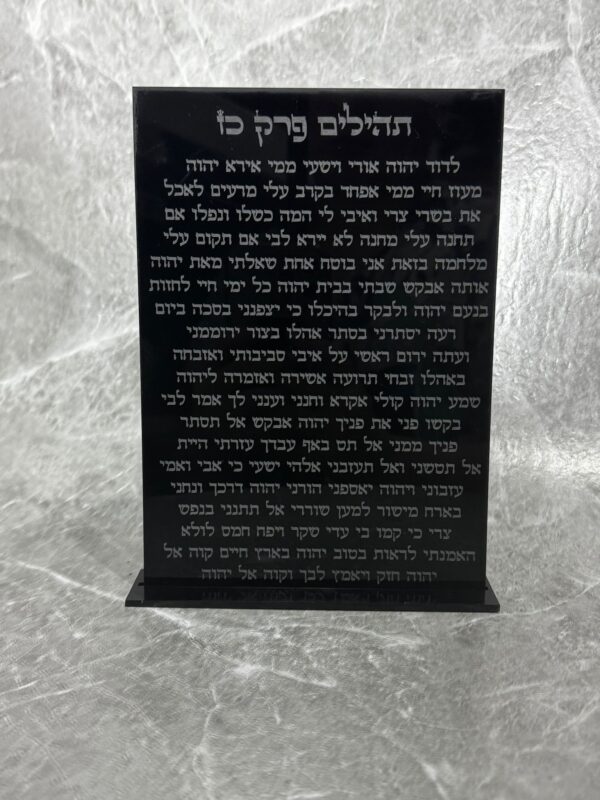 תהילים פרק כז
לדוד יהוה אורי וישעי ממי אירא יהוה
מעוז חיי ממי אפחד בקרב עלי מרעים לאכל
את בשרי צרי ואיבי לי המה כשלו ונפלו אם
תחנה עלי מחנה לא יירא לבי אם תקום עלי
מלחמה בזאת אני בוטח אחת שאלתי מאת יהוה
אותה אבקש שבתי בבית יהוה כל ימי חיי לחזות
בנעם יהוה ולבקר בהיכלו כי יצפנני בסכה ביום
רעה יסתרני בסתר אהלו בצור ירוממני
ועתה ירום ראשי על איבי סביבותי ואזבחה
באהלו זבחי תרועה אשירה ואזמרה ליהוה
שמע יהוה קולי אקרא וחנני וענני לך אמר לבי
בקשו פני את פניך יהוה אבקש אל תסתר
פניך ממני אל תט באף עבדך עזרתי היית
אל תטשני ואל תעזבני אלהי ישעי כי אבי ואמי
עזבוני ויהוה יאספני הורני יהוה דרכך ונחני
בארח מישור למען שוררי אל תתנני בנפש
צרי כי קמו בי עדי שקר ויפח חמס לולא
האמנתי לראות בטוב יהוה בארץ חיים קוה אל
יהוה חזק ויאמץ לבך וקוה אל יהוה